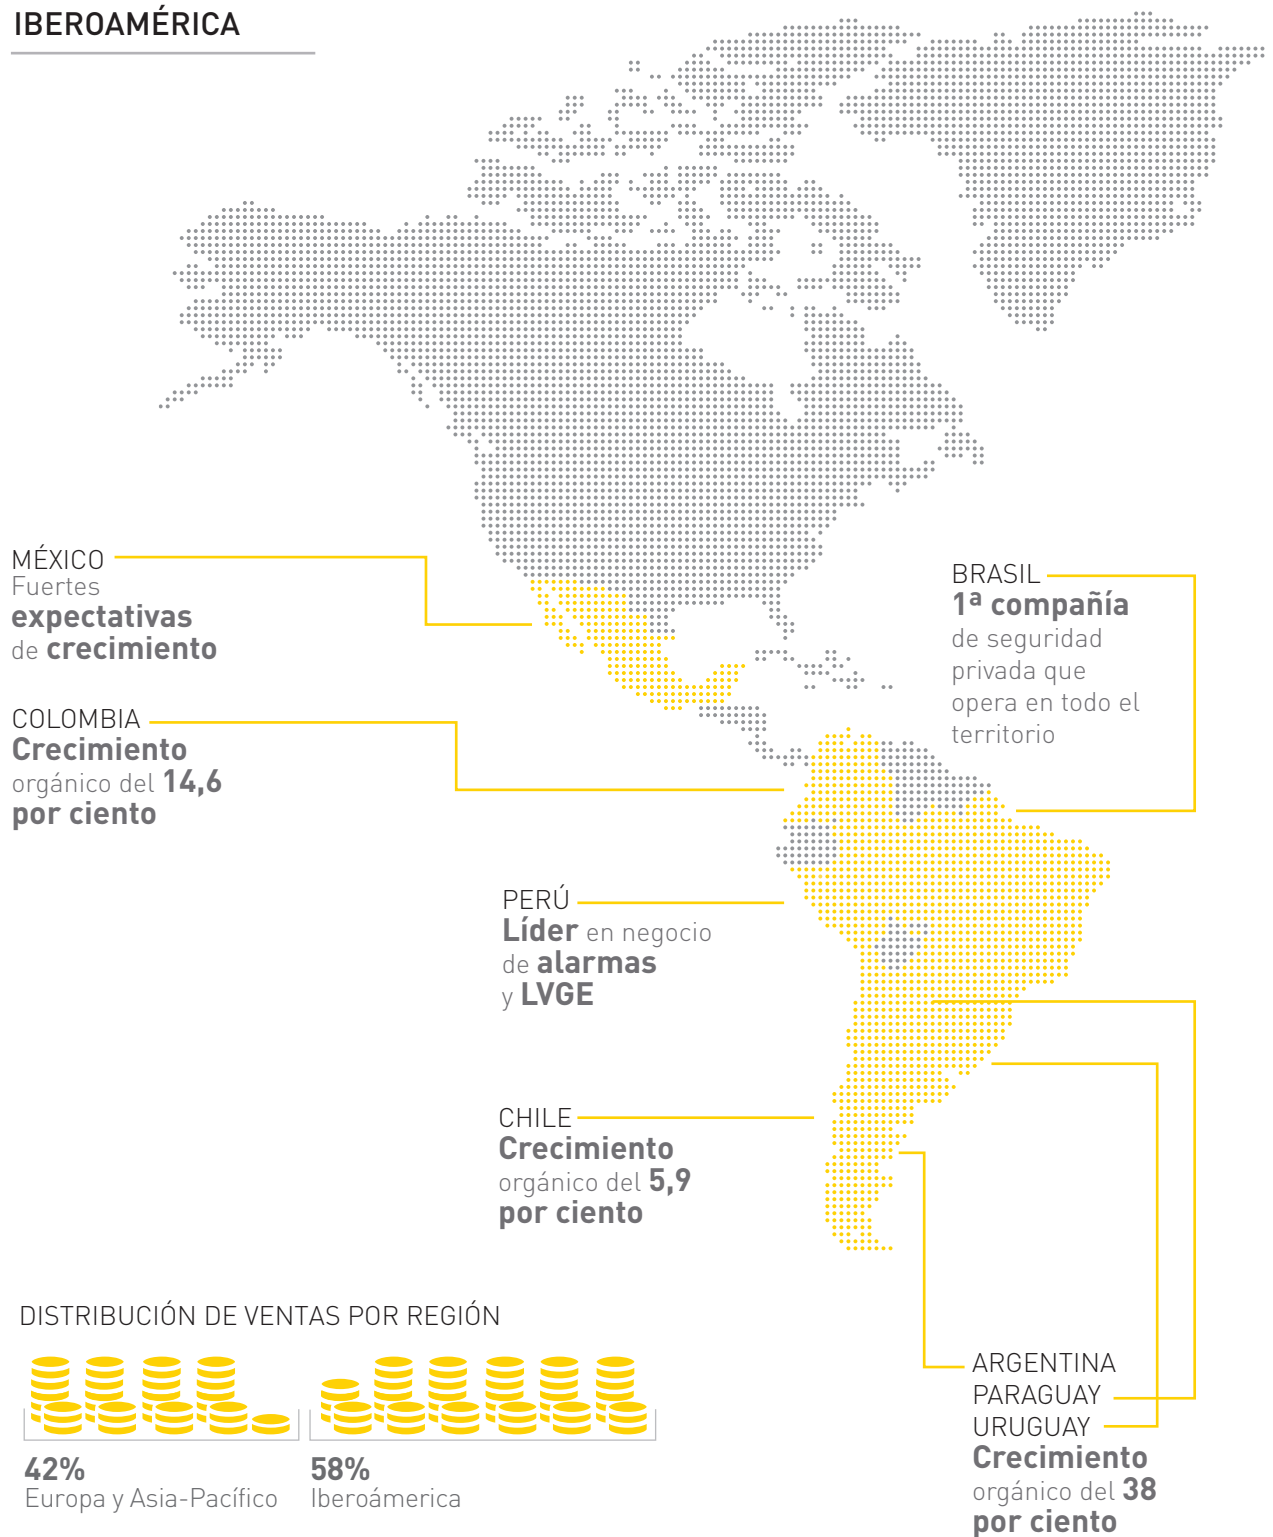 IBEROAMÉRICA
MÉXICO
Fuertes
expectativas
de crecimiento
COLOMBIA
Crecimiento
orgánico del 14,6
por ciento
BRASIL
1ª compañía
de seguridad
privada que
opera en todo el
territorio
PERÚ
Líder en negocio
de alarmas
y LVGE
CHILE
Crecimiento
orgánico del 5,9
por ciento
ARGENTINA
PARAGUAY
URUGUAY
Crecimiento
orgánico del 38
por ciento
DISTRIBUCIÓN DE VENTAS POR REGIÓN
42%
Europa y Asia-Pacífico
58%
Iberoámerica